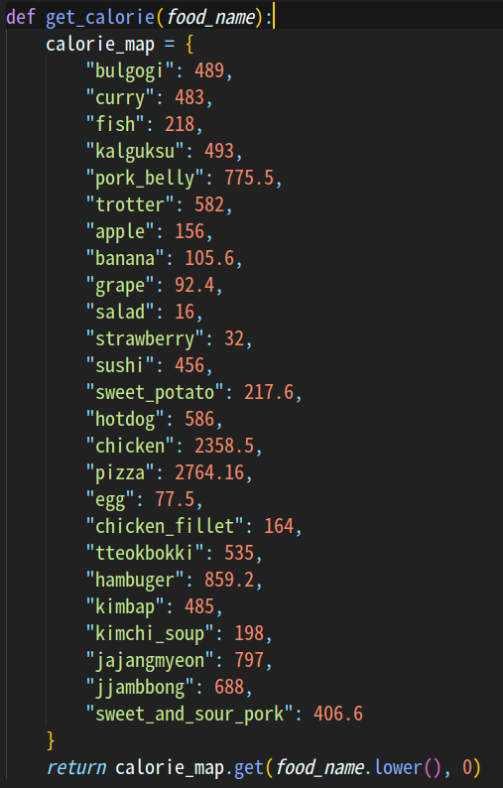 def get_calorie(food_name):
    calorie_map = {
        "bulgogi": 489,
        "curry": 483,
        "fish": 218,
        "kalguksu": 493,
        "pork_belly": 775.5,
        "trotter": 582,
        "apple": 156,
        "banana": 105.6,
        "grape": 92.4,
        "salad": 16,
        "strawberry": 32,
        "sushi": 456,
        "sweet_potato": 217.6,
        "hotdog": 586,
        "chicken": 2358.5,
        "pizza": 2764.16,
        "egg": 77.5,
        "chicken_fillet": 164,
        "tteokbokki": 535,
        "hambuger": 859.2,
        "kimbap": 485,
        "kimchi_soup": 198,
        "jajangmyeon": 797,
        "jjambbong": 688,
        "sweet_and_sour_pork": 406.6
    }
    return calorie_map.get(food_name.lower(), 0)